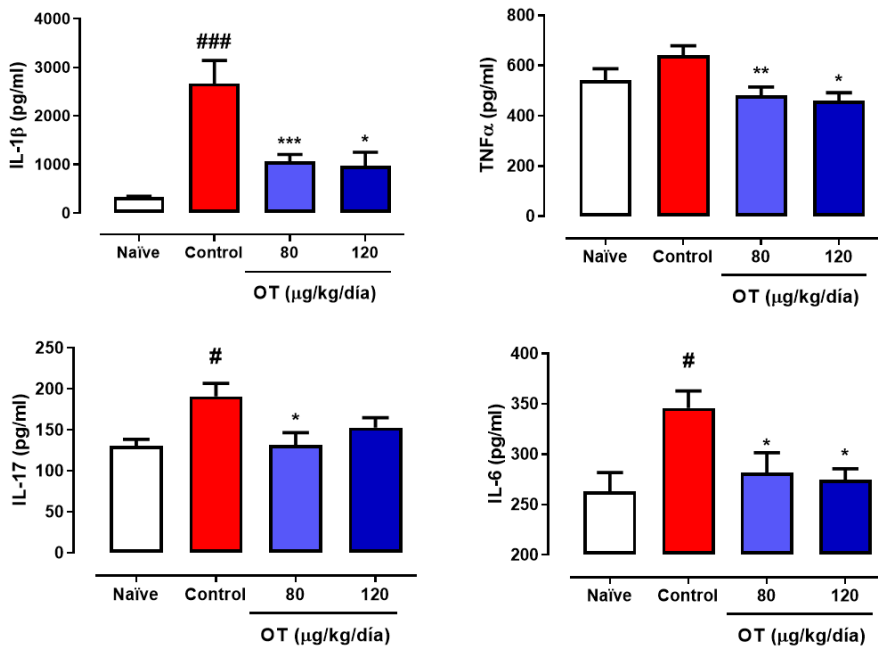 IL-1β (pg/ml)
4000
3000
2000
1000
0
###
***
*
Naïve Control 80 120
OT (μg/kg/día)
TNFα (pg/ml)
800
600
400
200
0
**
*
Naïve Control 80 120
OT (μg/kg/día)
IL-17 (pg/ml)
250
200
150
100
50
0
#
*
Naïve Control 80 120
OT (μg/kg/día)
IL-6 (pg/ml)
400
350
300
250
200
#
*
*
Naïve Control 80 120
OT (μg/kg/día)